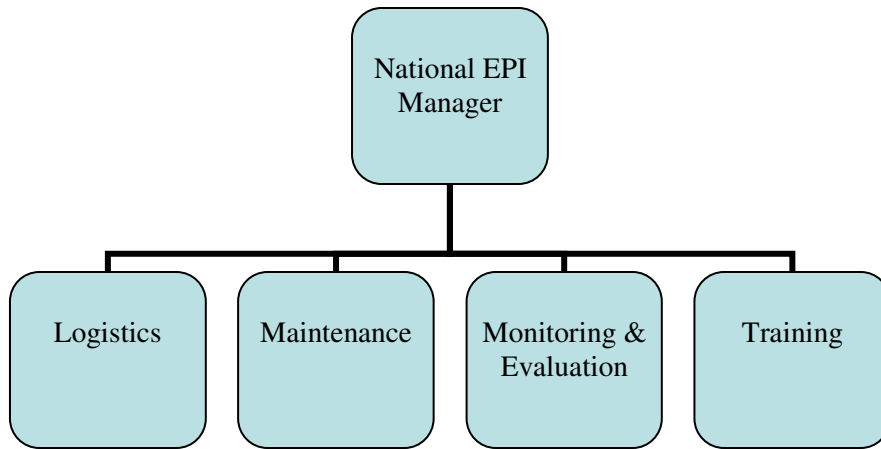 National EPI
Manager
Logistics
Maintenance
Monitoring &
Evaluation
Training